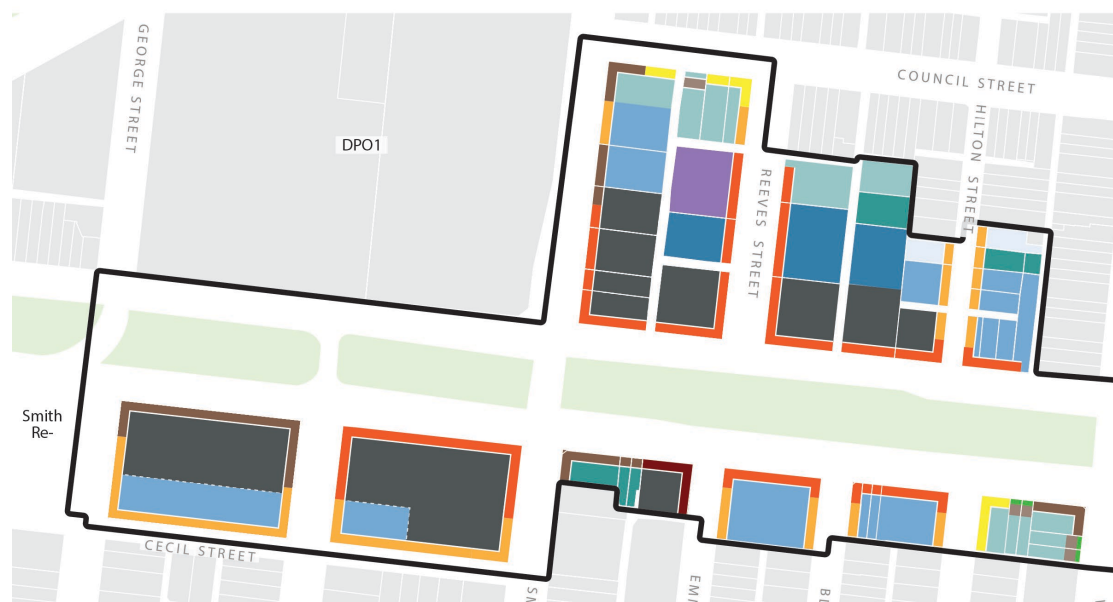 GEORGE STREET
COUNCIL STREET
HILTON STREET
DPO1
REEVES STREET
Smith
Re-
CECIL STREET